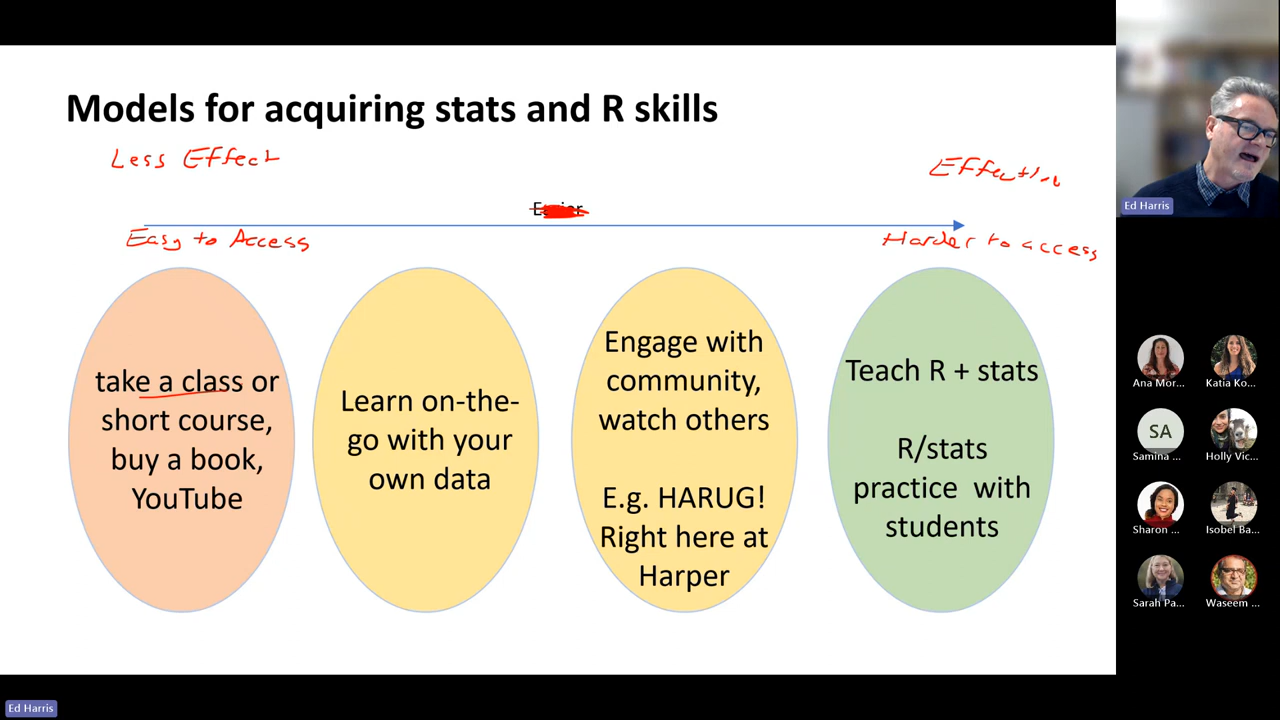 Models for acquiring stats and R skills
Less Effect
Easy to Access
Harder to access
take a class or
short course,
buy a book,
YouTube
Learn on-the-
go with your
own data
Engage with
community,
watch others
E.g. HARUG!
Right here at
Harper
Teach R + stats
R/stats
practice with
students
Ed Harris
Ana Mor...
Katia Ko...
SA
Samina ...
Holly Vic...
Sharon ...
Isobel Ba...
Sarah Pa...
Waseem ...
Ed Harris